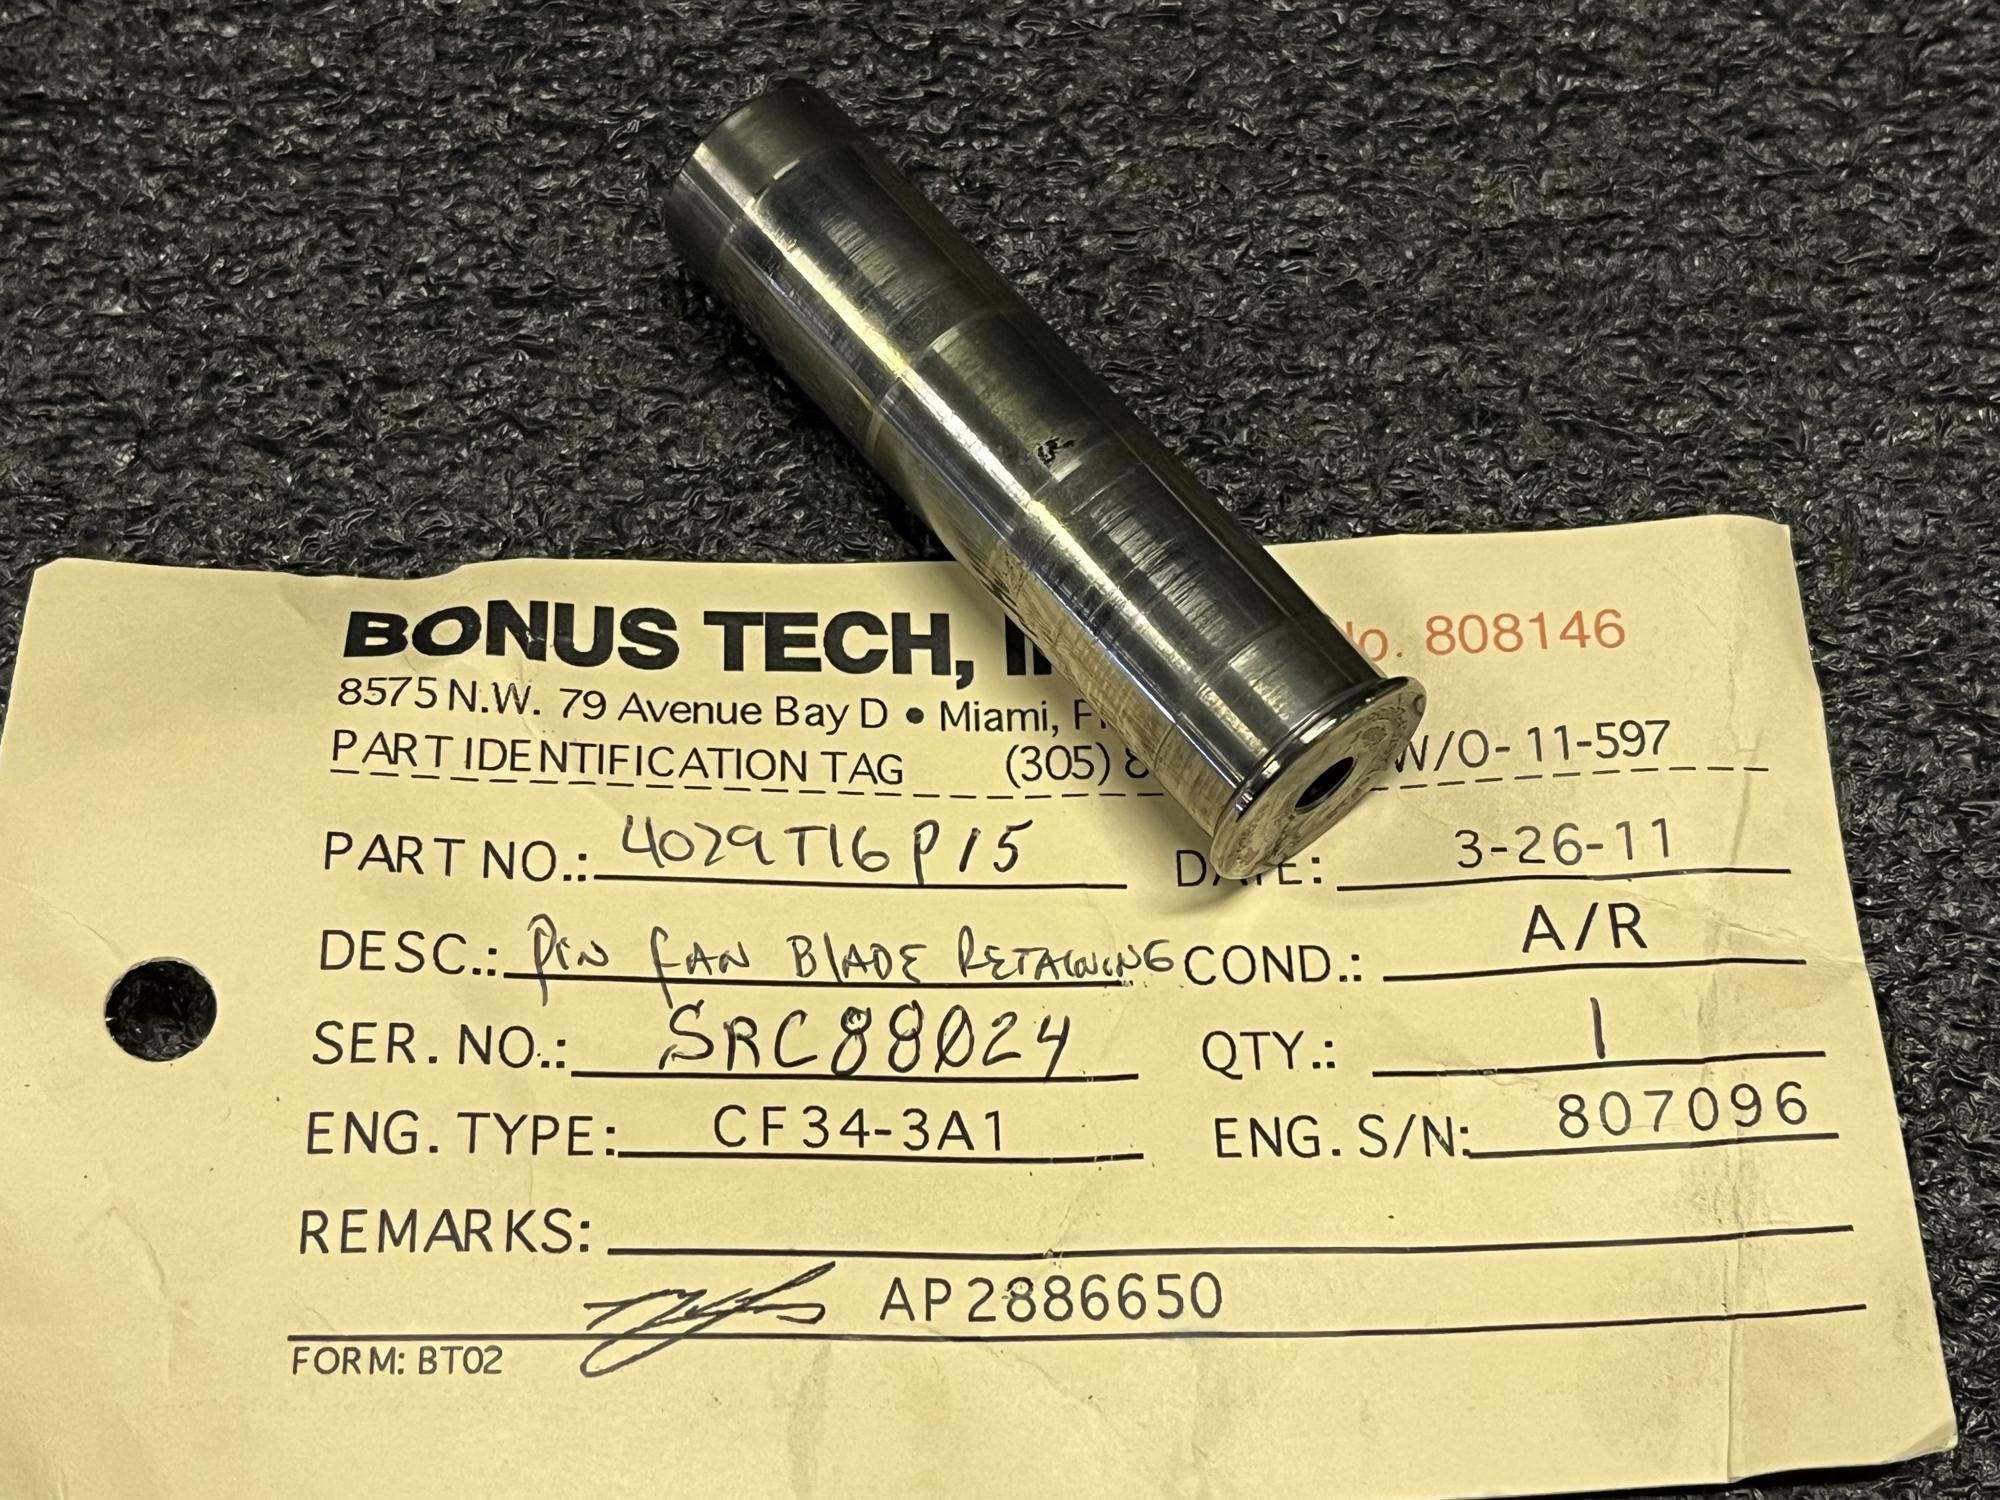 BONUS TECH, No. 808146
8575 N.W. 79 Avenue Bay D • Miami,
PART IDENTIFICATION TAG (305) 8 W/O- 11-597
PART NO.: 4029T16P15 DATE: 3-26-11
DESC.: PIN FAN BLADE RETAINING COND.: A/R
SER. NO.: SRC88024 QTY.: 1
ENG. TYPE: CF34-3A1 ENG. S/N: 807096
REMARKS:
AP2886650
FORM: BT02